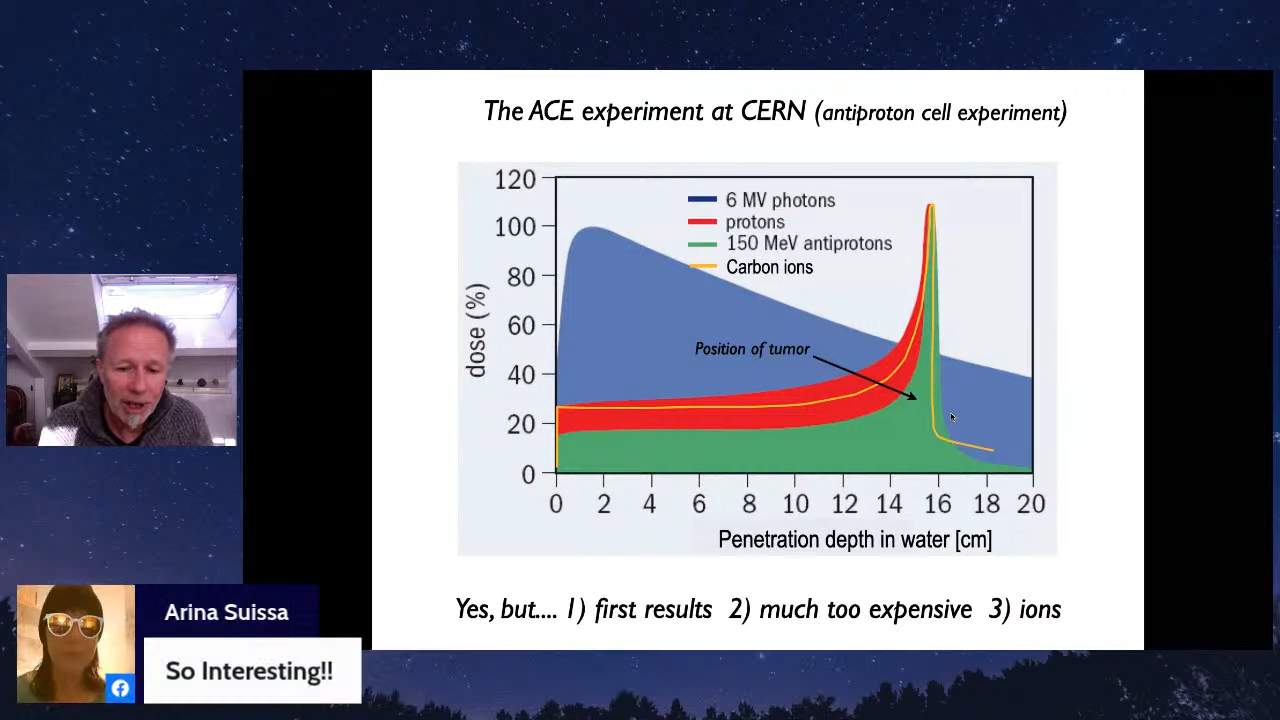 The ACE experiment at CERN (antiproton cell experiment)
120
100
80
60
40
20
0
dose (%)
6 MV photons
protons
150 MeV antiprotons
Carbon ions
Position of tumor
0 2 4 6 8 10 12 14 16 18 20
Penetration depth in water [cm]
Yes, but.... 1) first results 2) much too expensive 3) ions
Arina Suissa
So Interesting!!